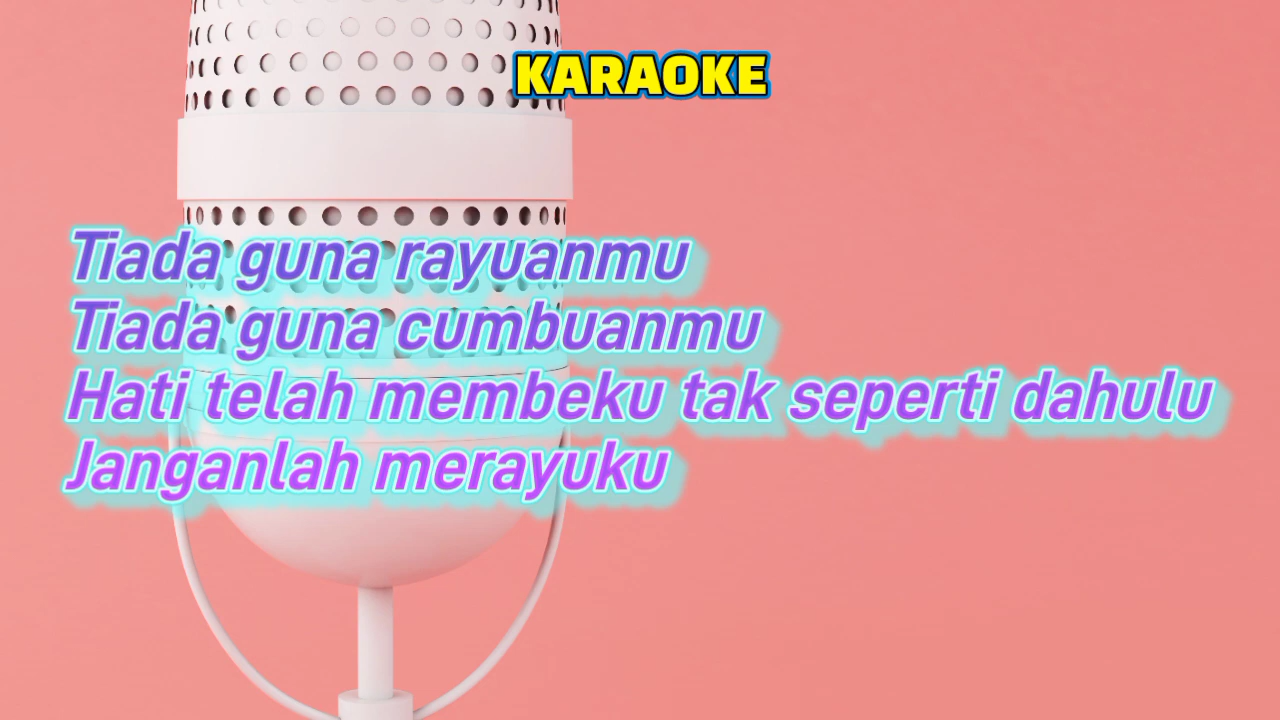 KARAOKE
Tiada guna rayuanmu
Tiada guna cumbuanmu
Hati telah membeku tak seperti dahulu
Janganlah merayuku